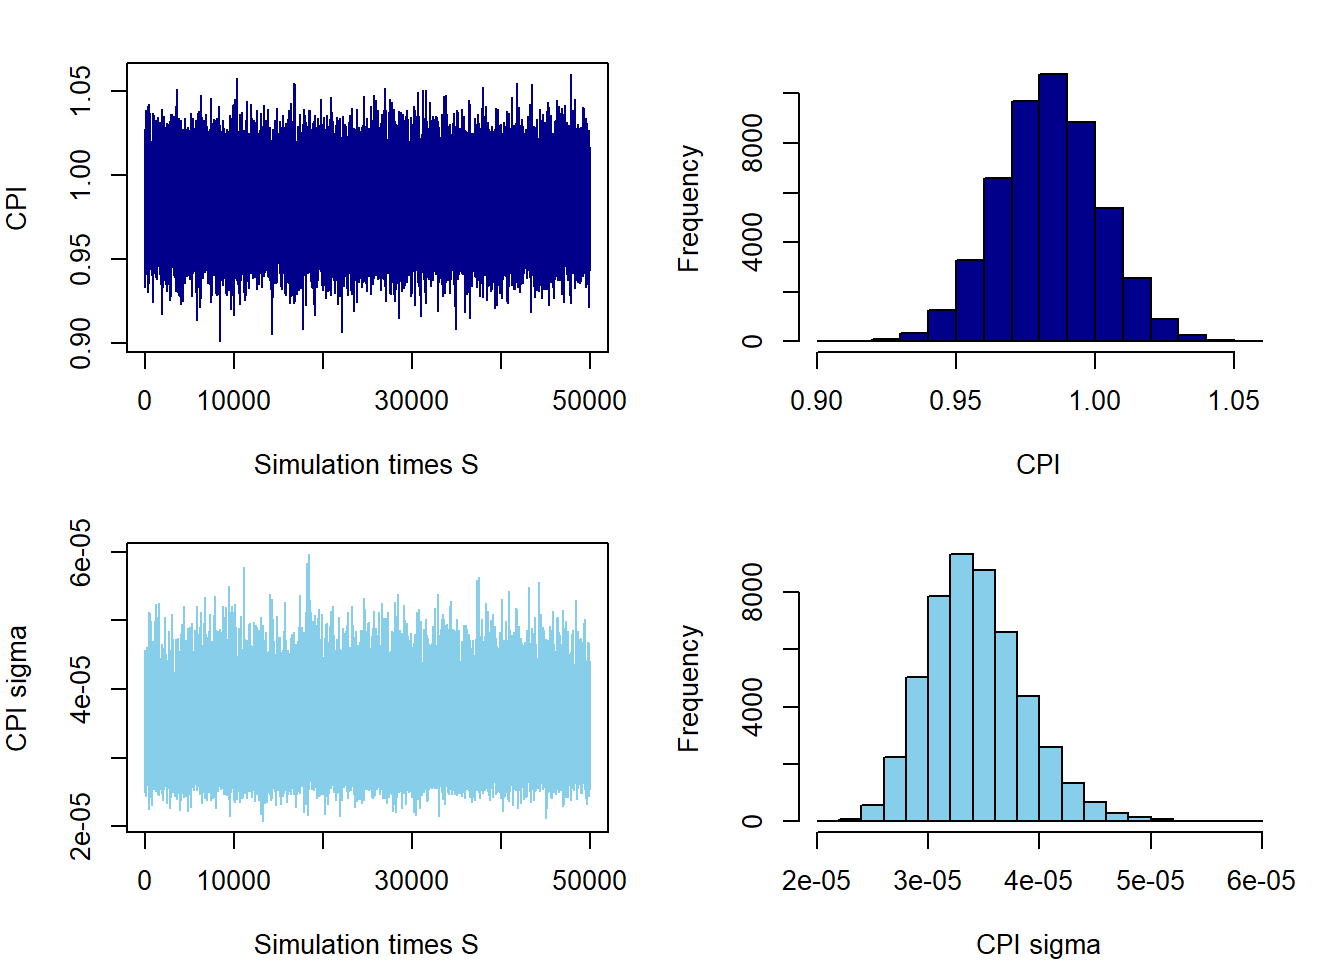 CPI
1.05
1.00
0.95
0.90
0 10000 30000 50000
Simulation times S
Frequency
8000
4000
0
0.90 0.95 1.00 1.05
CPI
CPI sigma
6e-05
4e-05
2e-05
0 10000 30000 50000
Simulation times S
Frequency
8000
4000
0
2e-05 3e-05 4e-05 5e-05 6e-05
CPI sigma